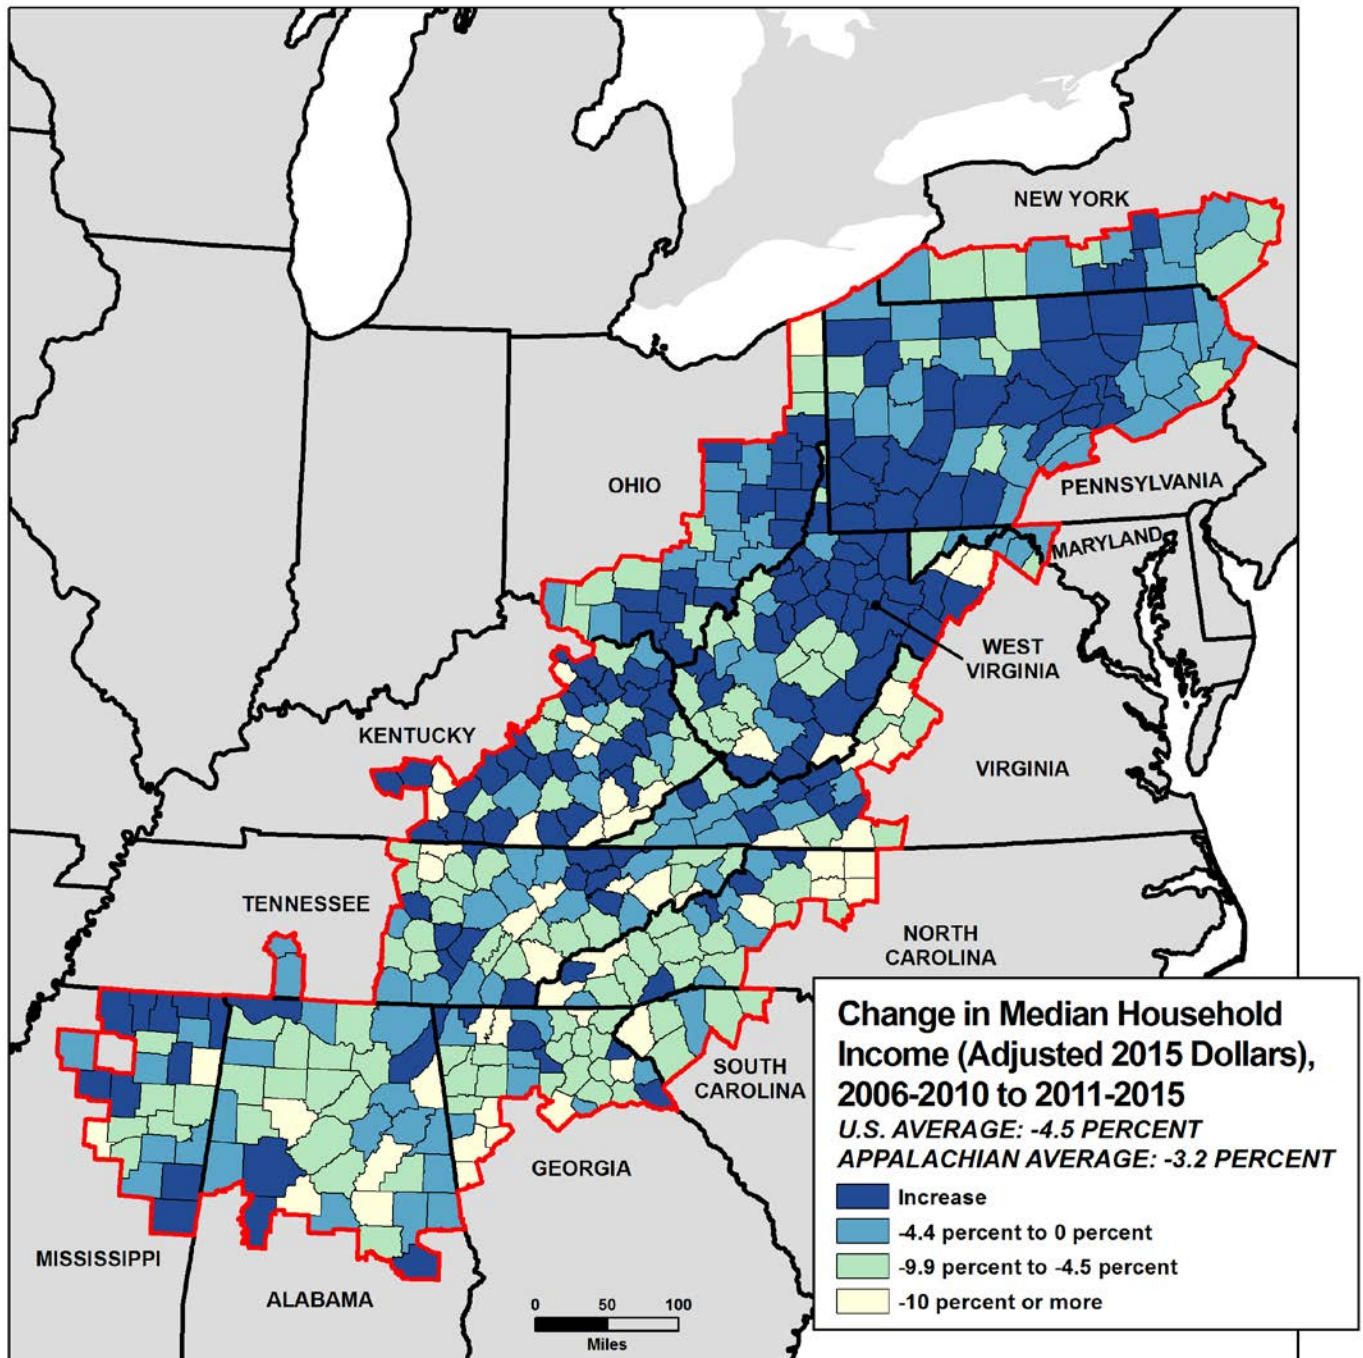 NEW YORK
OHIO
PENNSYLVANIA
MARYLAND
WEST
VIRGINIA
KENTUCKY
VIRGINIA
TENNESSEE
NORTH
CAROLINA
SOUTH
CAROLINA
GEORGIA
MISSISSIPPI
ALABAMA
0 50 100
Miles
Change in Median Household
Income (Adjusted 2015 Dollars),
2006-2010 to 2011-2015
U.S. AVERAGE: -4.5 PERCENT
APPALACHIAN AVERAGE: -3.2 PERCENT
Increase
-4.4 percent to 0 percent
-9.9 percent to -4.5 percent
-10 percent or more